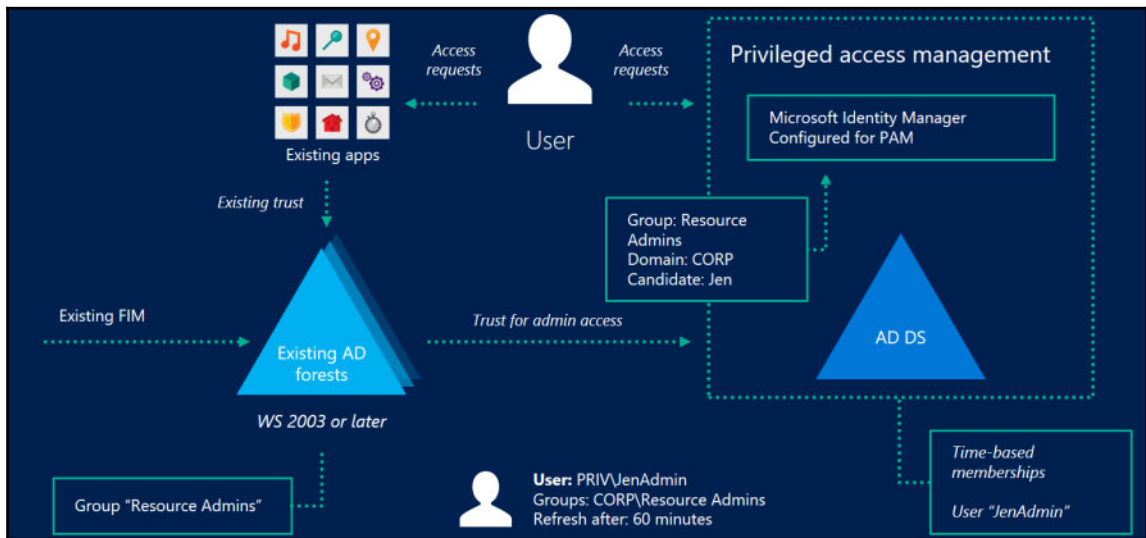 Access
requests
Access
requests
Privileged access management
User
Existing apps
Microsoft Identity Manager
Configured for PAM
Existing trust
Group: Resource
Admins
Domain: CORP
Candidate: Jen
Existing FIM
Trust for admin access
Existing AD
forests
AD DS
WS 2003 or later
Group “Resource Admins”
User: PRIV\JenAdmin
Groups: CORP\Resource Admins
Refresh after: 60 minutes
Time-based
memberships
User “JenAdmin”